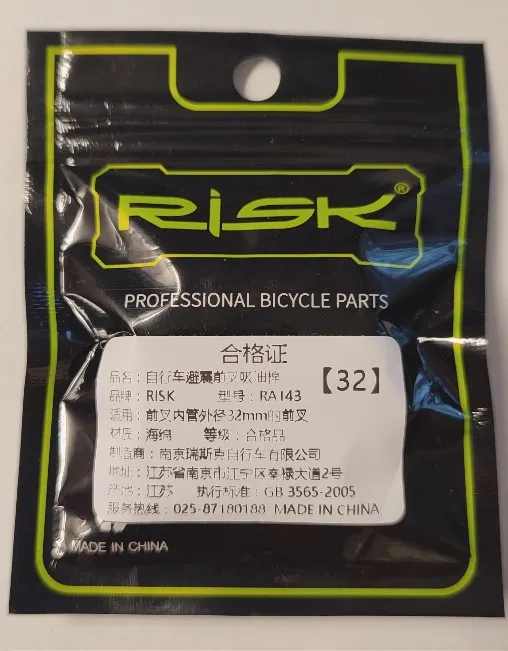 RiSK®
PROFESSIONAL BICYCLE PARTS
合格证
品名：自行车避震前叉吸油棉
【32】
品牌：RISK 型号：RA143
适用：前叉内管外径32mm的前叉
材质：海绵 等级：合格品
制造商：南京瑞斯克自行车有限公司
地址：江苏省南京市江宁区秦禄大道2号
产地：江苏 执行标准：GB 3565-2005
服务热线：025-87180188 MADE IN CHINA
MADE IN CHINA